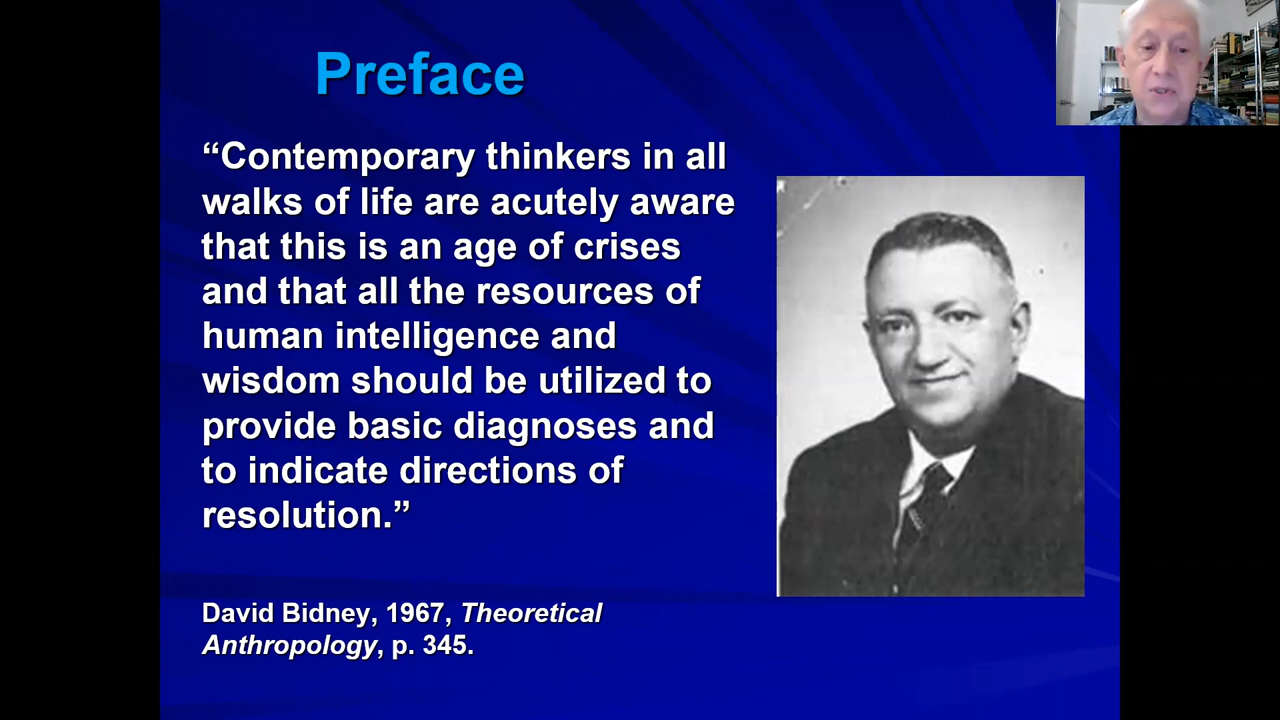 Preface
“Contemporary thinkers in all
walks of life are acutely aware
that this is an age of crises
and that all the resources of
human intelligence and
wisdom should be utilized to
provide basic diagnoses and
to indicate directions of
resolution.”
David Bidney, 1967, Theoretical
Anthropology, p. 345.